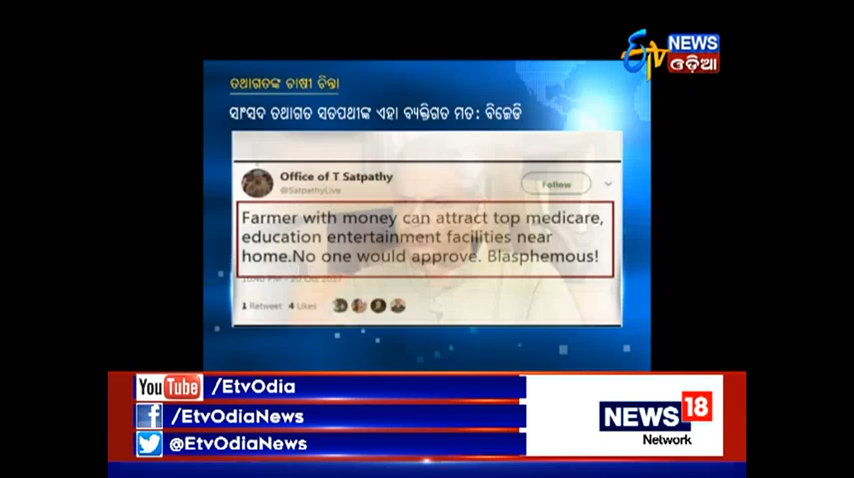 ETV NEWS
ଓଡ଼ିଆ
ତଥାଗତଙ୍କ ଚାଷୀ ଚିନ୍ତା
ସାଂସଦ ତଥାଗତ ସତପଥୀଙ୍କ ଏହା ବ୍ୟକ୍ତିଗତ ମତ: ବିଜେଡି
Office of T Satpathy
@SatpathyLive
Follow
Farmer with money can attract top medicare,
education entertainment facilities near
home.No one would approve. Blasphemous!
1 Retweet 4 Likes
YouTube /EtvOdia
f /EtvOdiaNews
@EtvOdiaNews
NEWS 18
Network